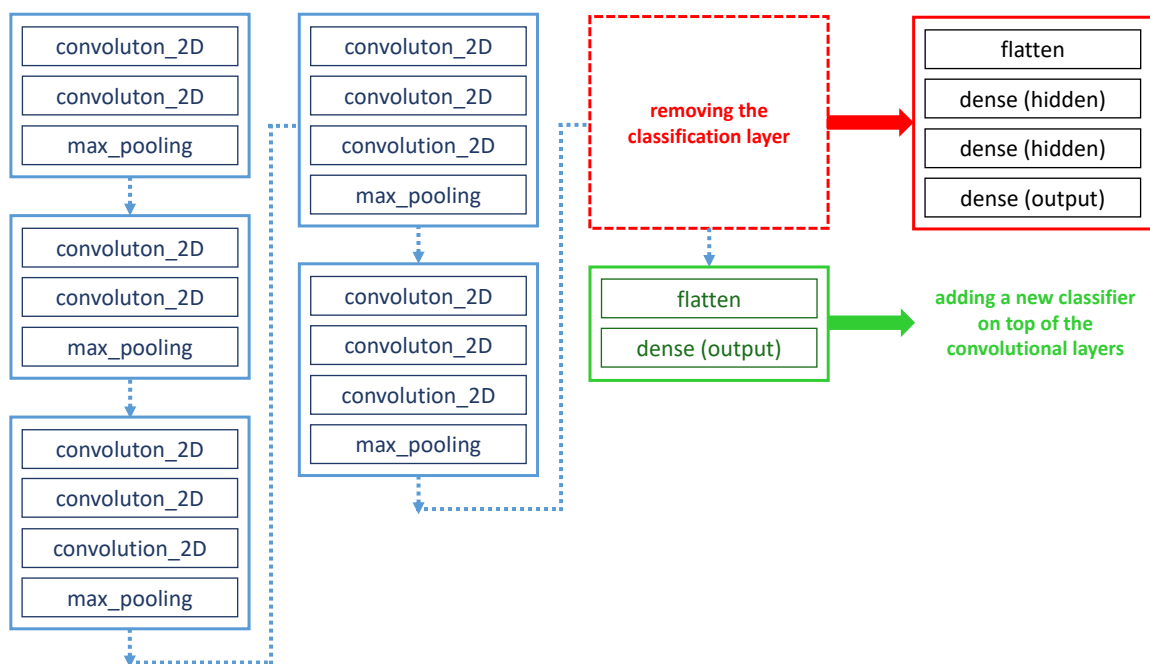 convoluton_2D
convoluton_2D
max_pooling
convoluton_2D
convoluton_2D
max_pooling
convoluton_2D
convoluton_2D
convolution_2D
max_pooling
convoluton_2D
convoluton_2D
convolution_2D
max_pooling
convoluton_2D
convoluton_2D
convolution_2D
max_pooling
removing the
classification layer
flatten
dense (hidden)
dense (hidden)
dense (output)
flatten
dense (output)
adding a new classifier
on top of the
convolutional layers